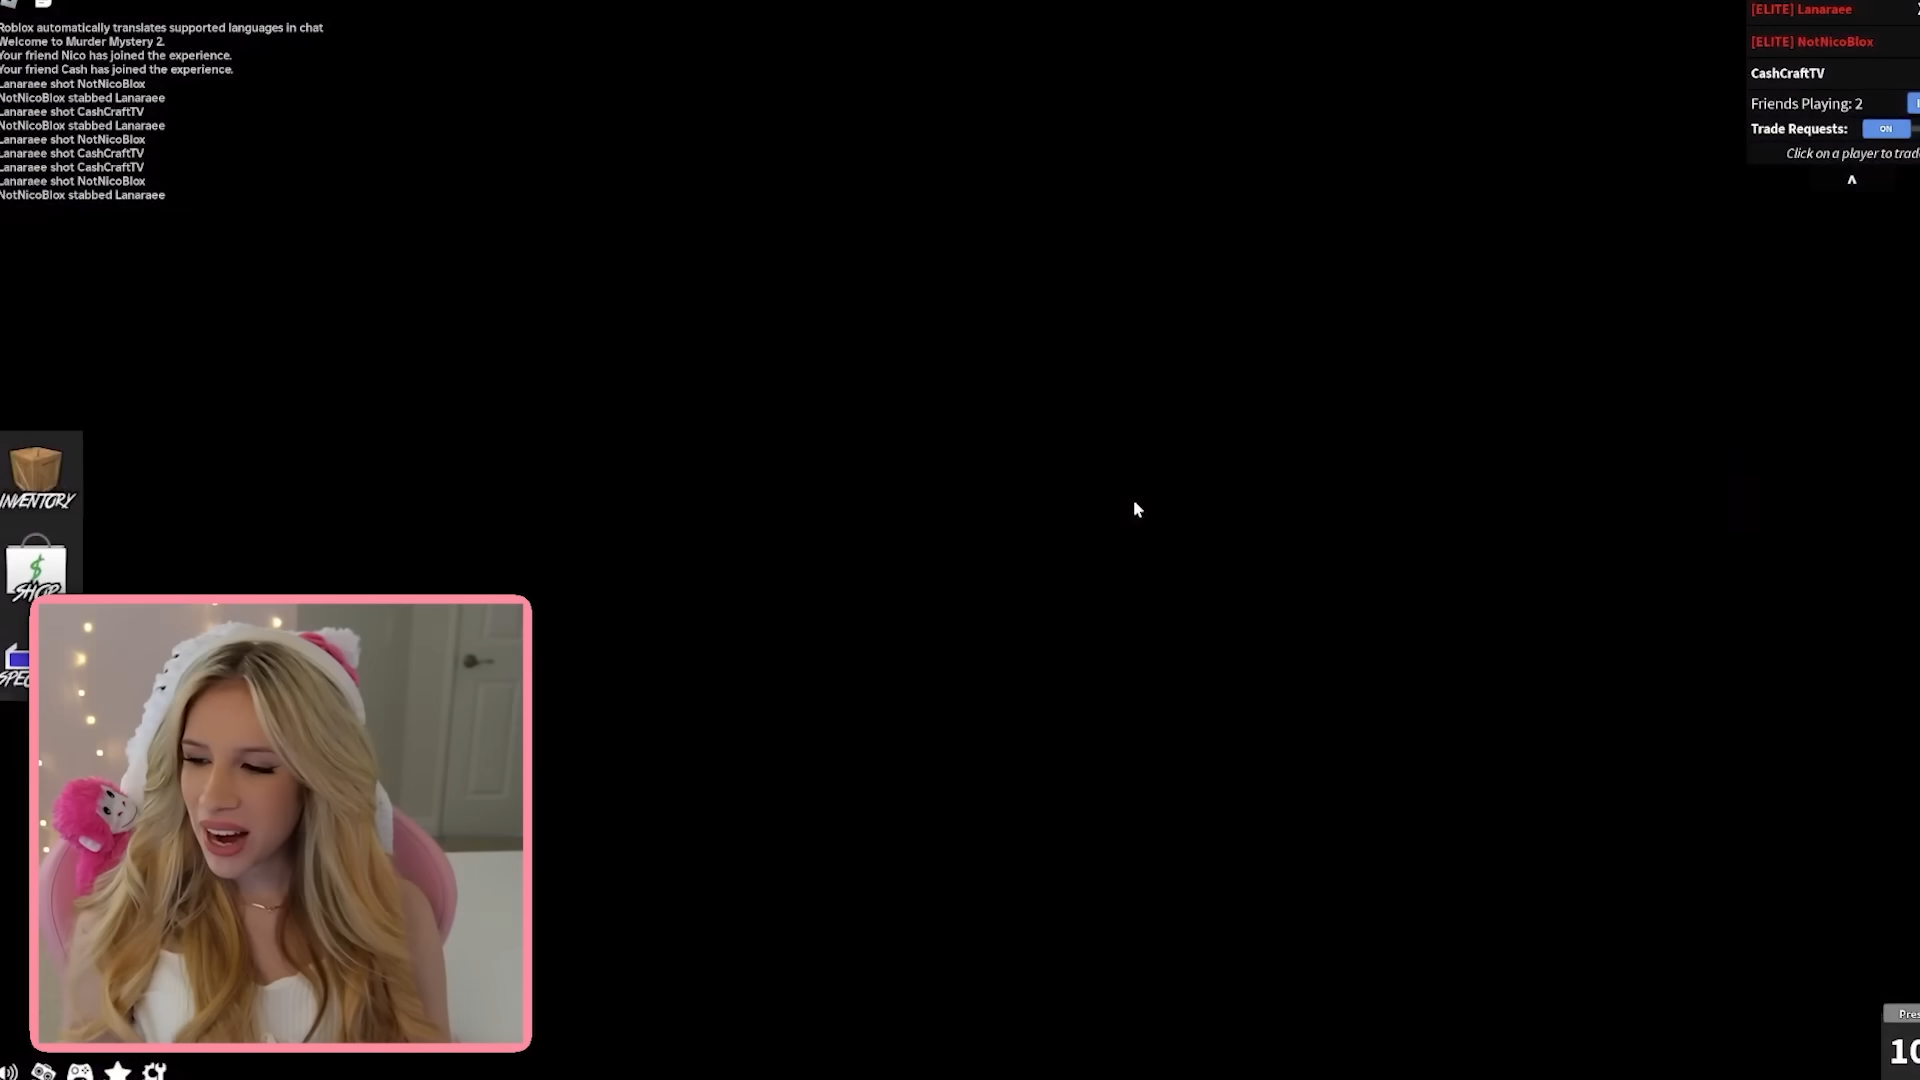 Roblox automatically translates supported languages in chat
Welcome to Murder Mystery 2.
Your friend Nico has joined the experience.
Your friend Cash has joined the experience.
Lanaraee shot NotNicoBlox
NotNicoBlox stabbed Lanaraee
Lanaraee shot CashCraftTV
NotNicoBlox stabbed Lanaraee
Lanaraee shot NotNicoBlox
Lanaraee shot CashCraftTV
Lanaraee shot CashCraftTV
Lanaraee shot NotNicoBlox
NotNicoBlox stabbed Lanaraee
[ELITE] Lanaraee
[ELITE] NotNicoBlox
CashCraftTV
Friends Playing: 2
Trade Requests: ON
Click on a player to trade
INVENTORY
SHOP
SPE
Pres
10